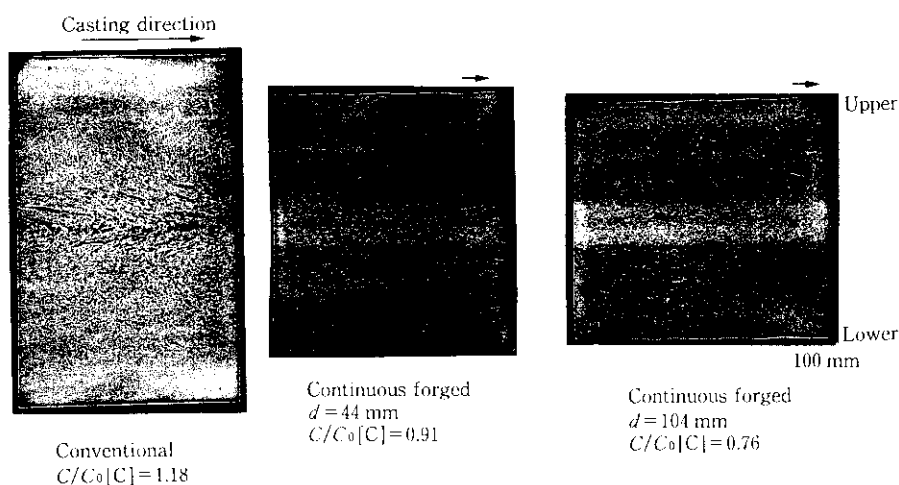 Casting direction
Upper
Lower
100 mm
Continuous forged
d = 44 mm
C/C₀[C]=0.91
Continuous forged
d = 104 mm
C/C₀[C]=0.76
Conventional
C/C₀[C]=1.18